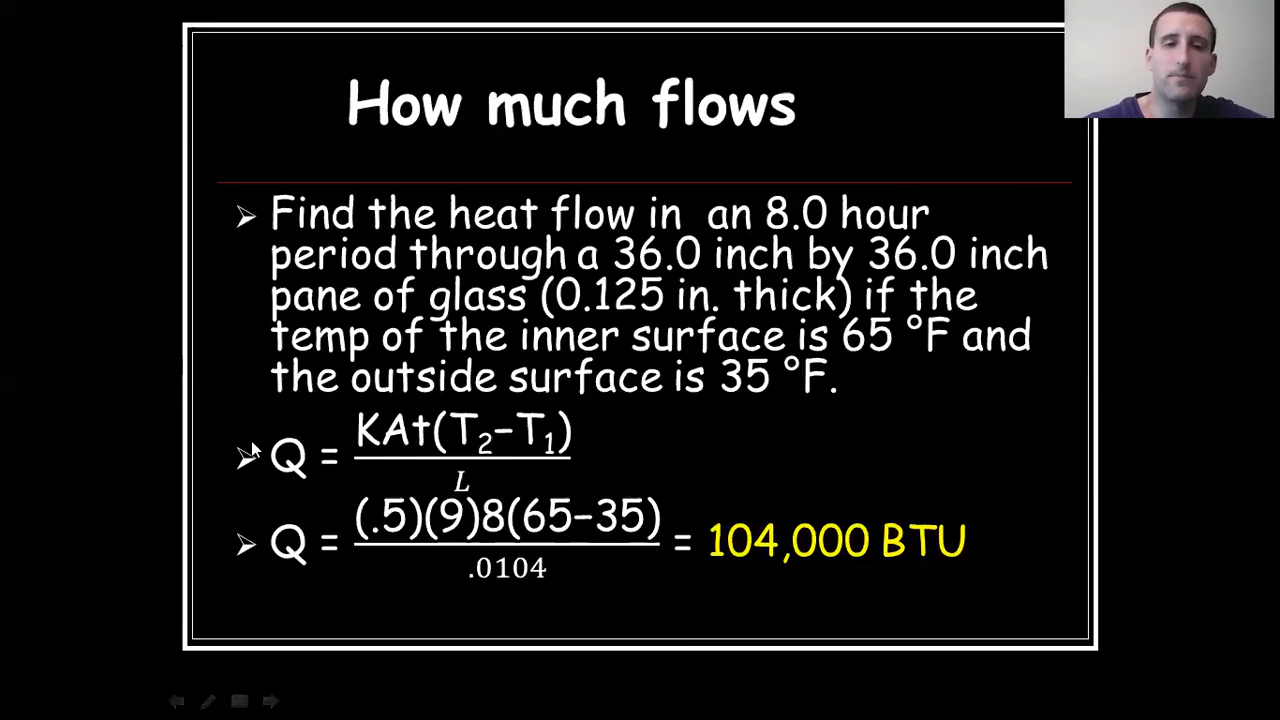 How much flows
Find the heat flow in an 8.0 hour
period through a 36.0 inch by 36.0 inch
pane of glass (0.125 in. thick) if the
temp of the inner surface is 65 °F and
the outside surface is 35 °F.
Q = KAt(T₂−T₁)
L
Q = (.5)(9)8(65−35) = 104,000 BTU
.0104